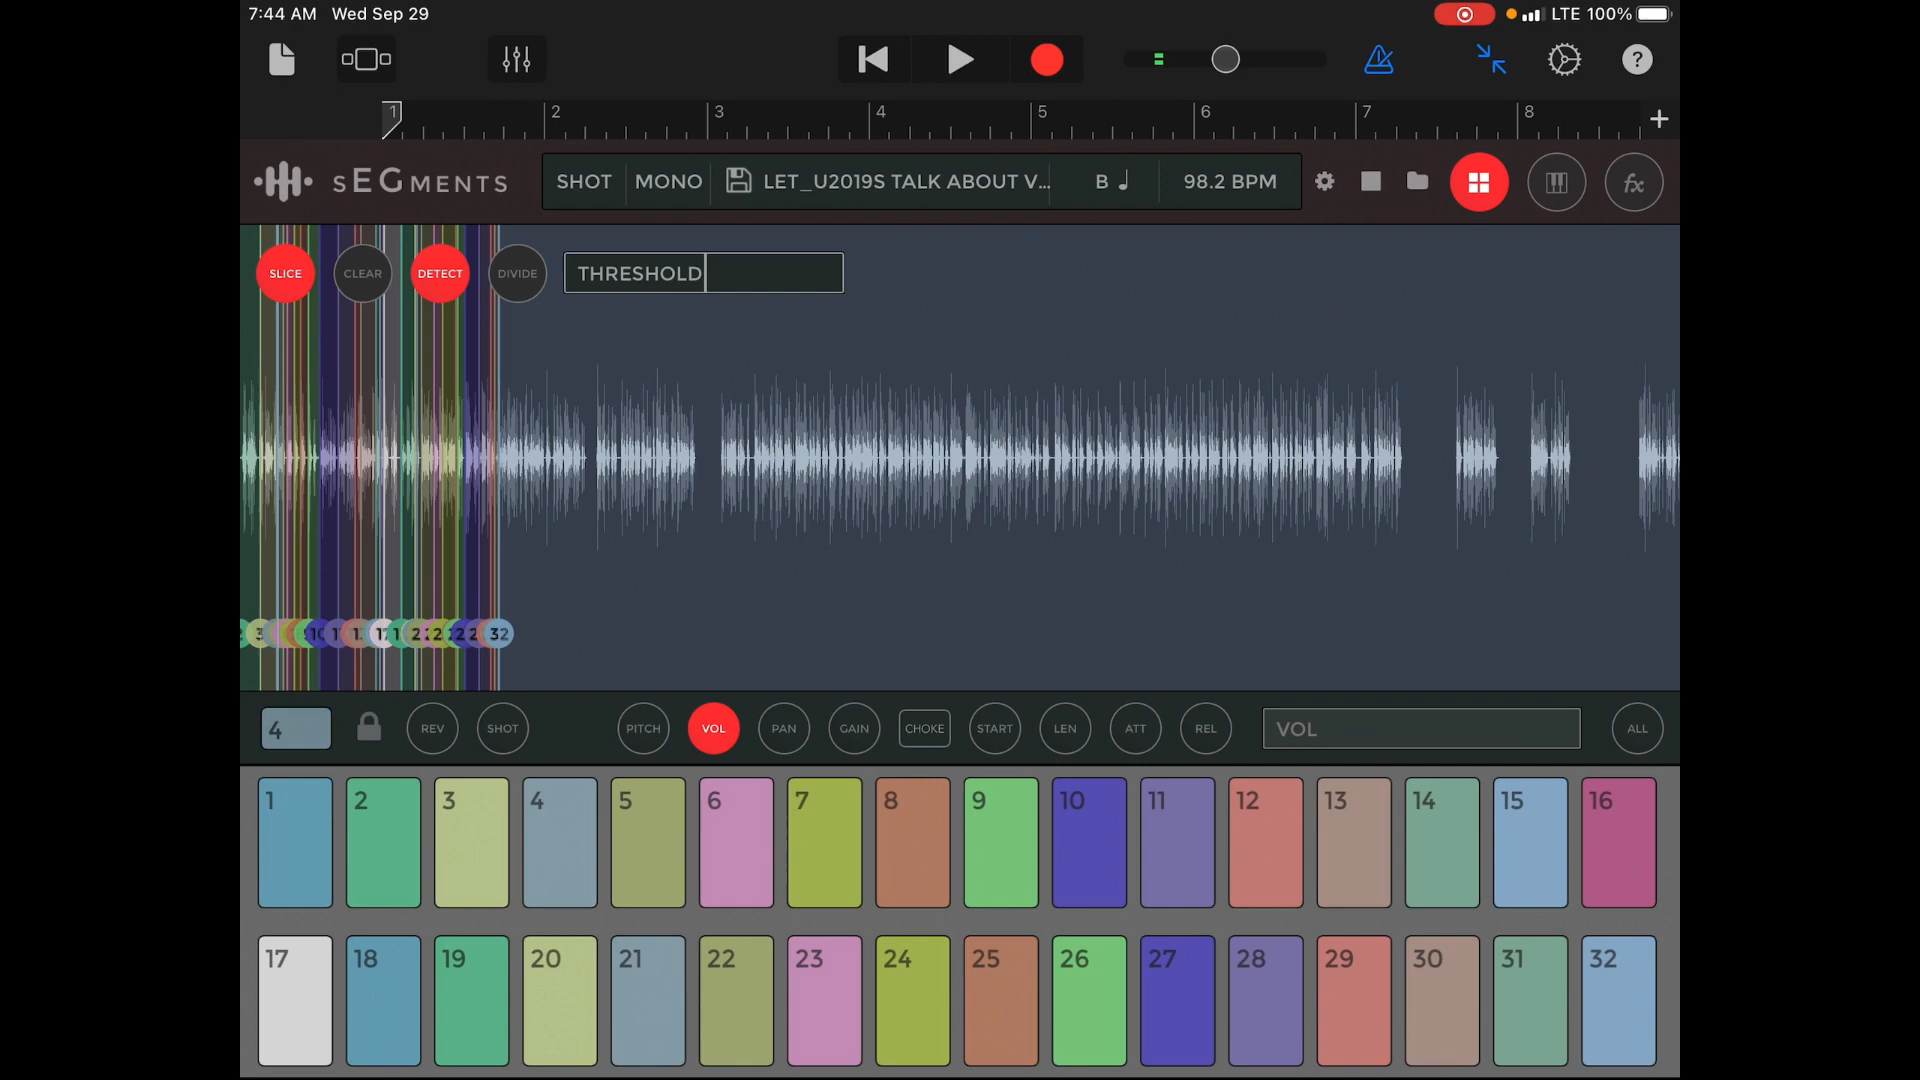 7:44 AM Wed Sep 29
LTE 100%
?
1 2 3 4 5 6 7 8 +
sEGMENTS
SHOT MONO LET_U2019S TALK ABOUT V... B ♩ 98.2 BPM
fx
SLICE CLEAR DETECT DIVIDE THRESHOLD
32
4 REV SHOT PITCH VOL PAN GAIN CHOKE START LEN ATT REL VOL ALL
1 2 3 4 5 6 7 8 9 10 11 12 13 14 15 16
17 18 19 20 21 22 23 24 25 26 27 28 29 30 31 32